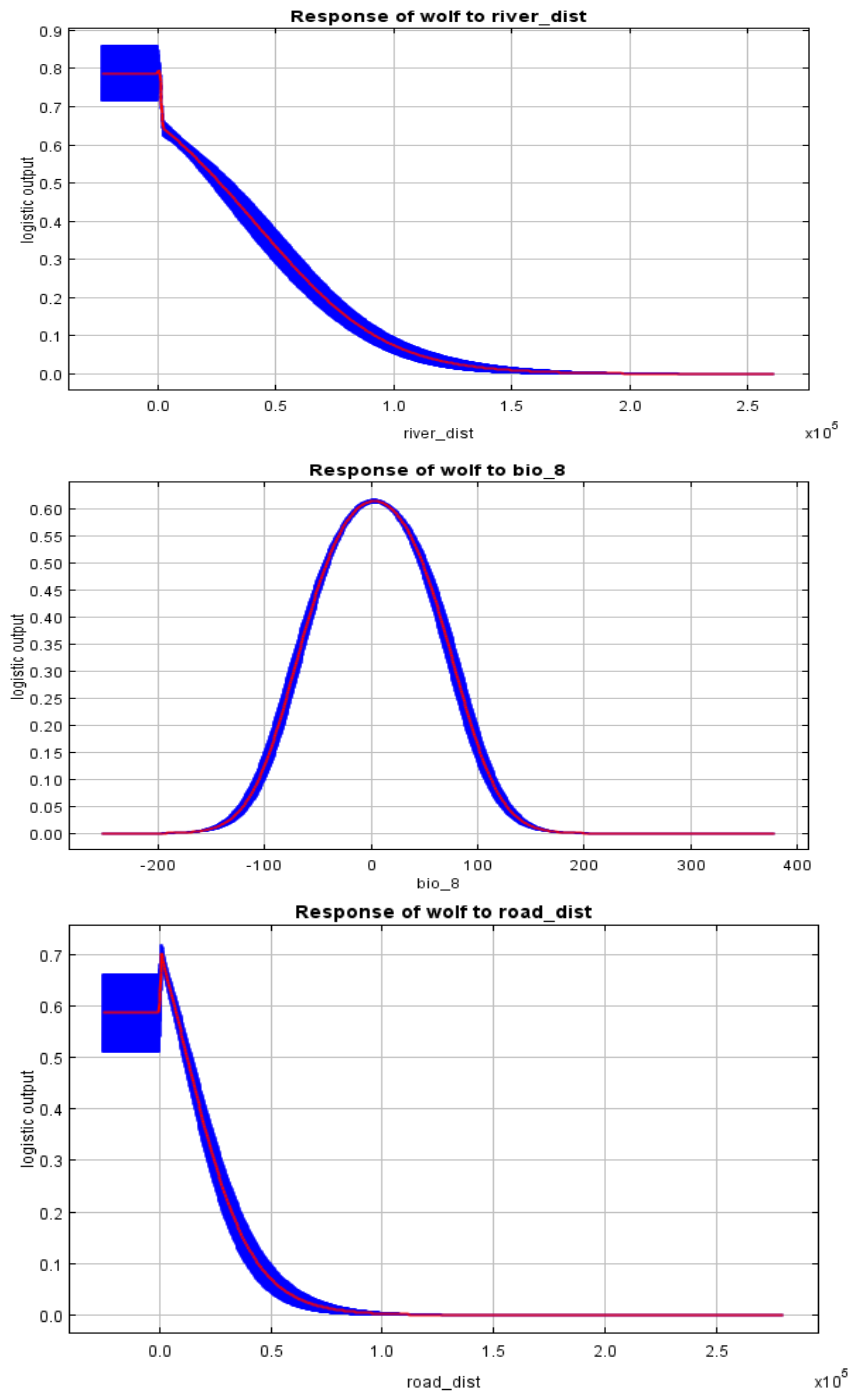 Response of wolf to river_dist
0.9
0.8
0.7
0.6
0.5
0.4
0.3
0.2
0.1
0.0
logistic output
0.0 0.5 1.0 1.5 2.0 2.5
river_dist x10^5
Response of wolf to bio_8
0.60
0.55
0.50
0.45
0.40
0.35
0.30
0.25
0.20
0.15
0.10
0.05
0.00
logistic output
-200 -100 0 100 200 300 400
bio_8
Response of wolf to road_dist
0.7
0.6
0.5
0.4
0.3
0.2
0.1
0.0
logistic output
0.0 0.5 1.0 1.5 2.0 2.5
road_dist x10^5